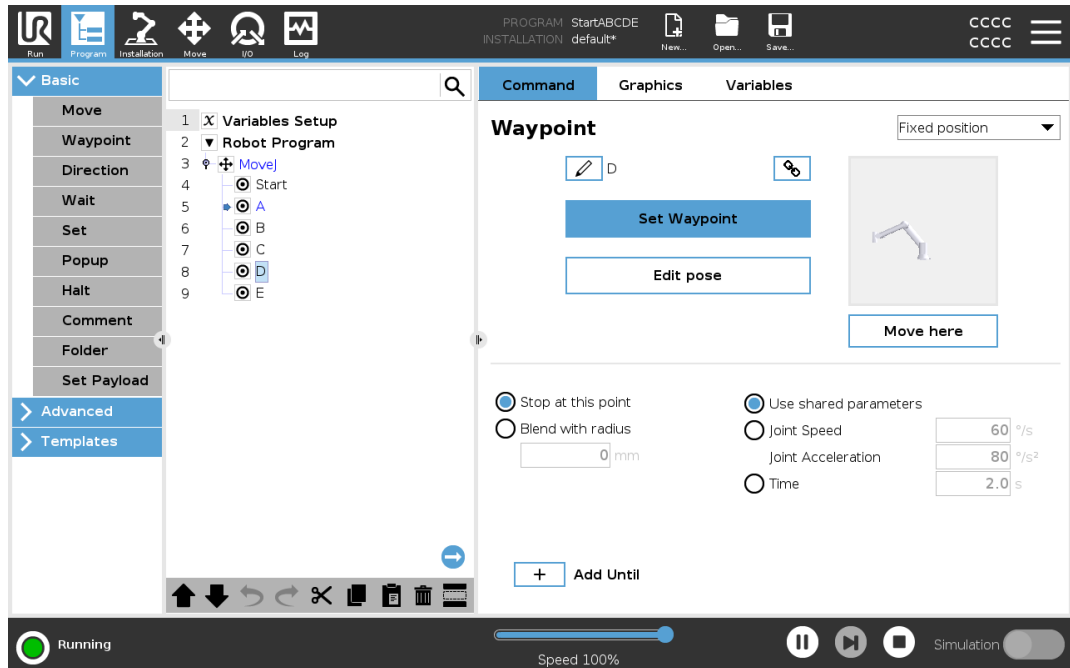 UR
PROGRAM StartABCDE
INSTALLATION default*
CCCC
CCCC
Run Program Installation Move I/O Log New... Open... Save...
Basic
Move
Waypoint
Direction
Wait
Set
Popup
Halt
Comment
Folder
Set Payload
Advanced
Templates
1 x Variables Setup
2 Robot Program
3 MoveJ
4 Start
5 A
6 B
7 C
8 D
9 E
Command Graphics Variables
Waypoint
Fixed position
D
Set Waypoint
Edit pose
Move here
Stop at this point
Blend with radius
0 mm
Use shared parameters
Joint Speed 60 °/s
Joint Acceleration 80 °/s²
Time 2.0 s
+ Add Until
Running
Speed 100%
Simulation